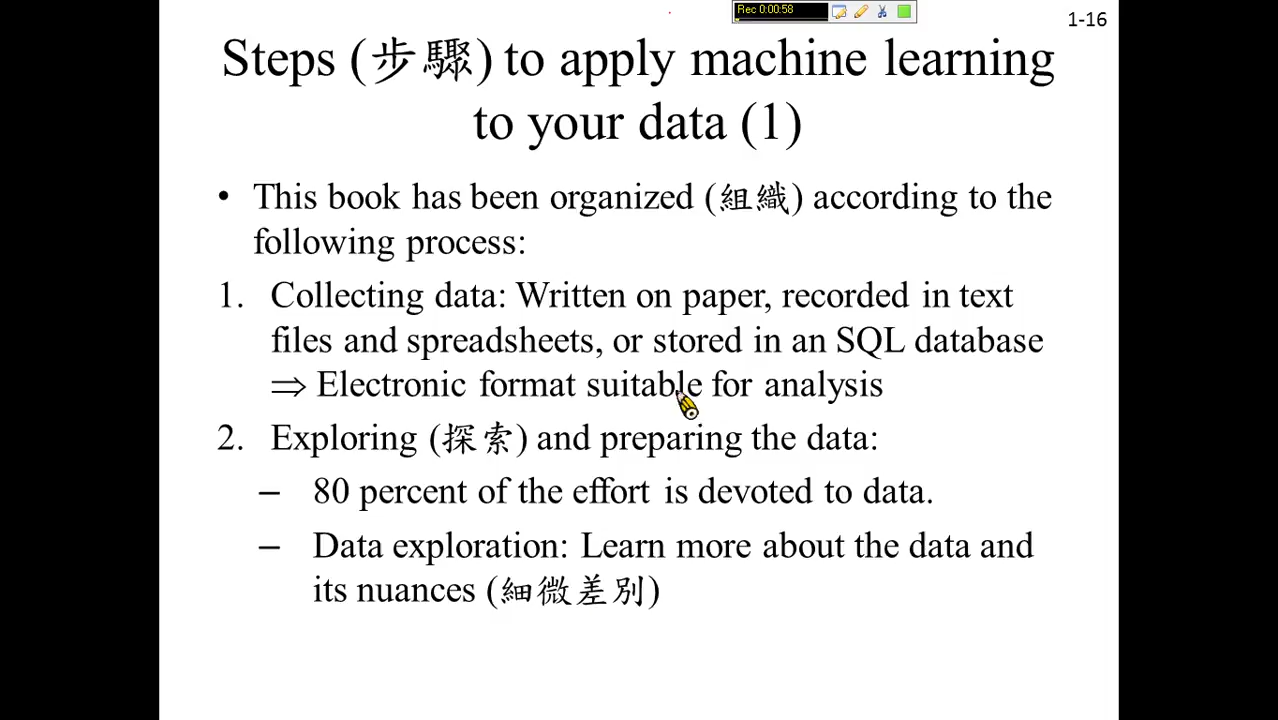 Rec 0:00:58
1-16
Steps (步驟) to apply machine learning
to your data (1)
• This book has been organized (組織) according to the
following process:
1. Collecting data: Written on paper, recorded in text
files and spreadsheets, or stored in an SQL database
⇒ Electronic format suitable for analysis
2. Exploring (探索) and preparing the data:
– 80 percent of the effort is devoted to data.
– Data exploration: Learn more about the data and
its nuances (細微差別)